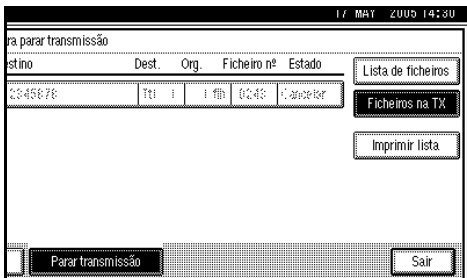 17 MAY 2005 14:30
ra parar transmissão
stino Dest. Org. Ficheiro nº Estado
Lista de ficheiros
2345678 1 0243 Cancelar
Ficheiros na TX
Imprimir lista
Parar transmissão Sair